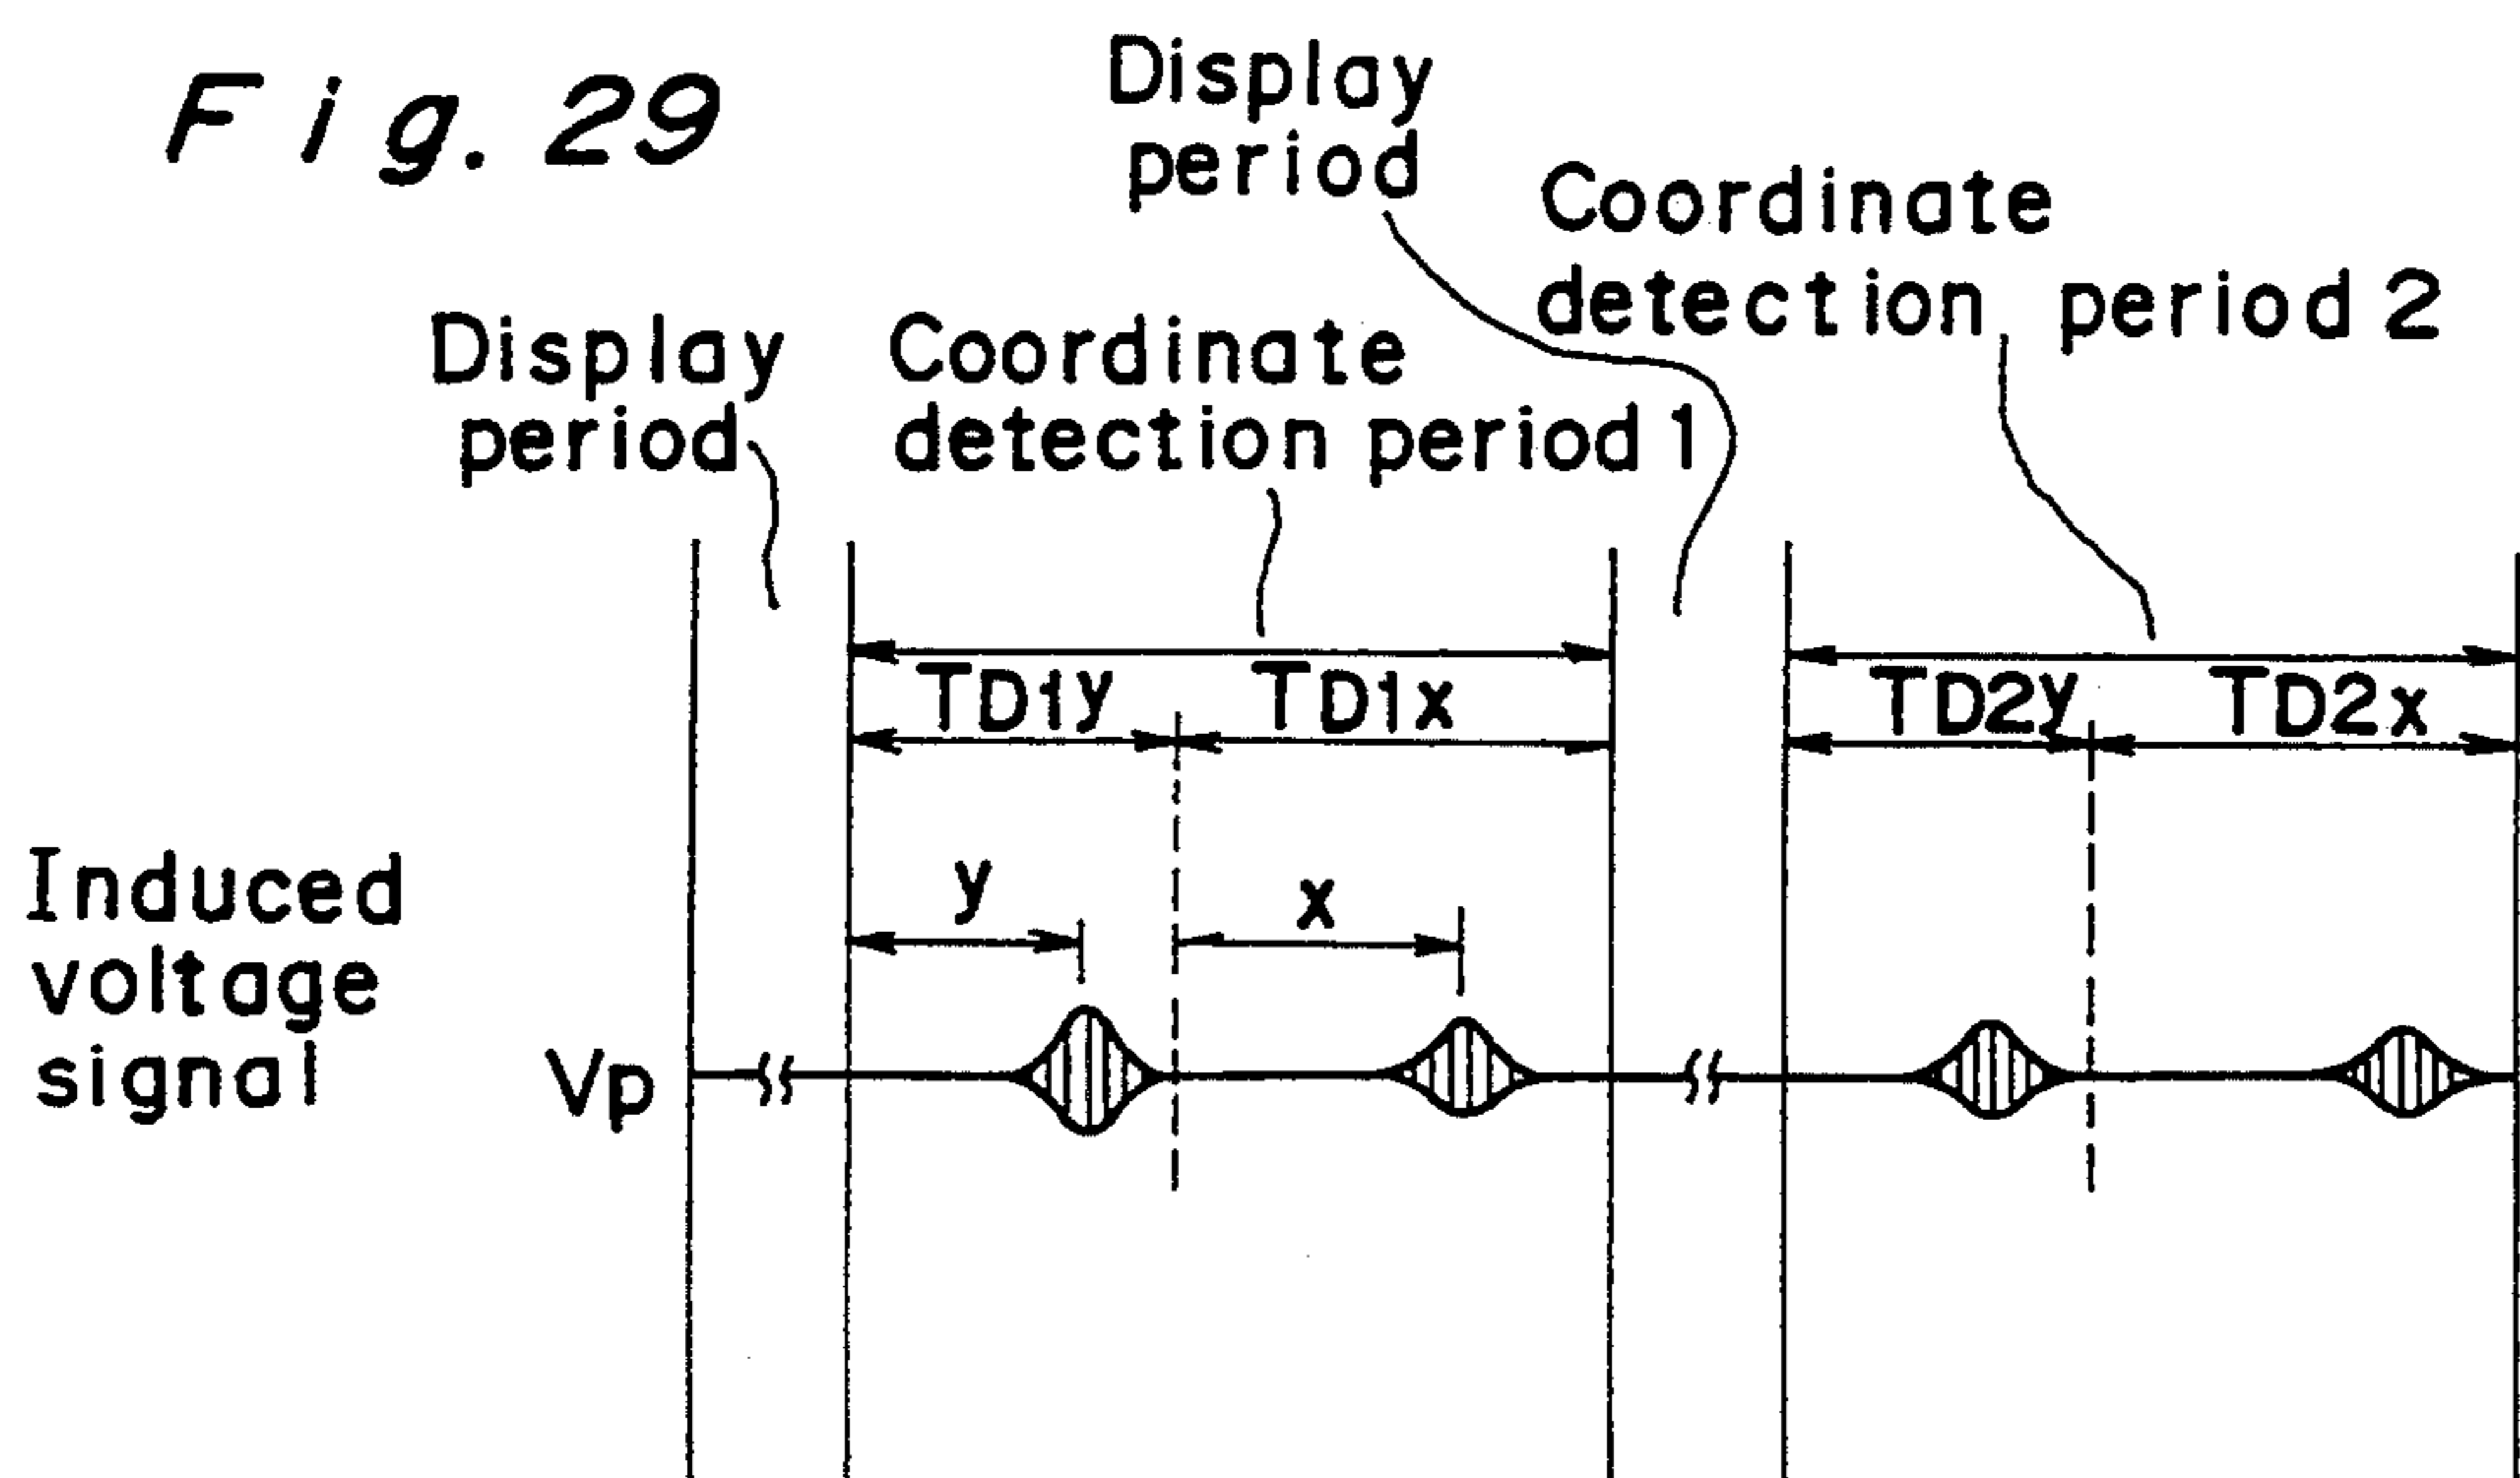 Fig. 29
Display
period
Coordinate
detection period 2
Display
period
Coordinate
detection period 1
TD1y
TD1x
TD2y
TD2x
y
x
Induced
voltage
signal
Vp